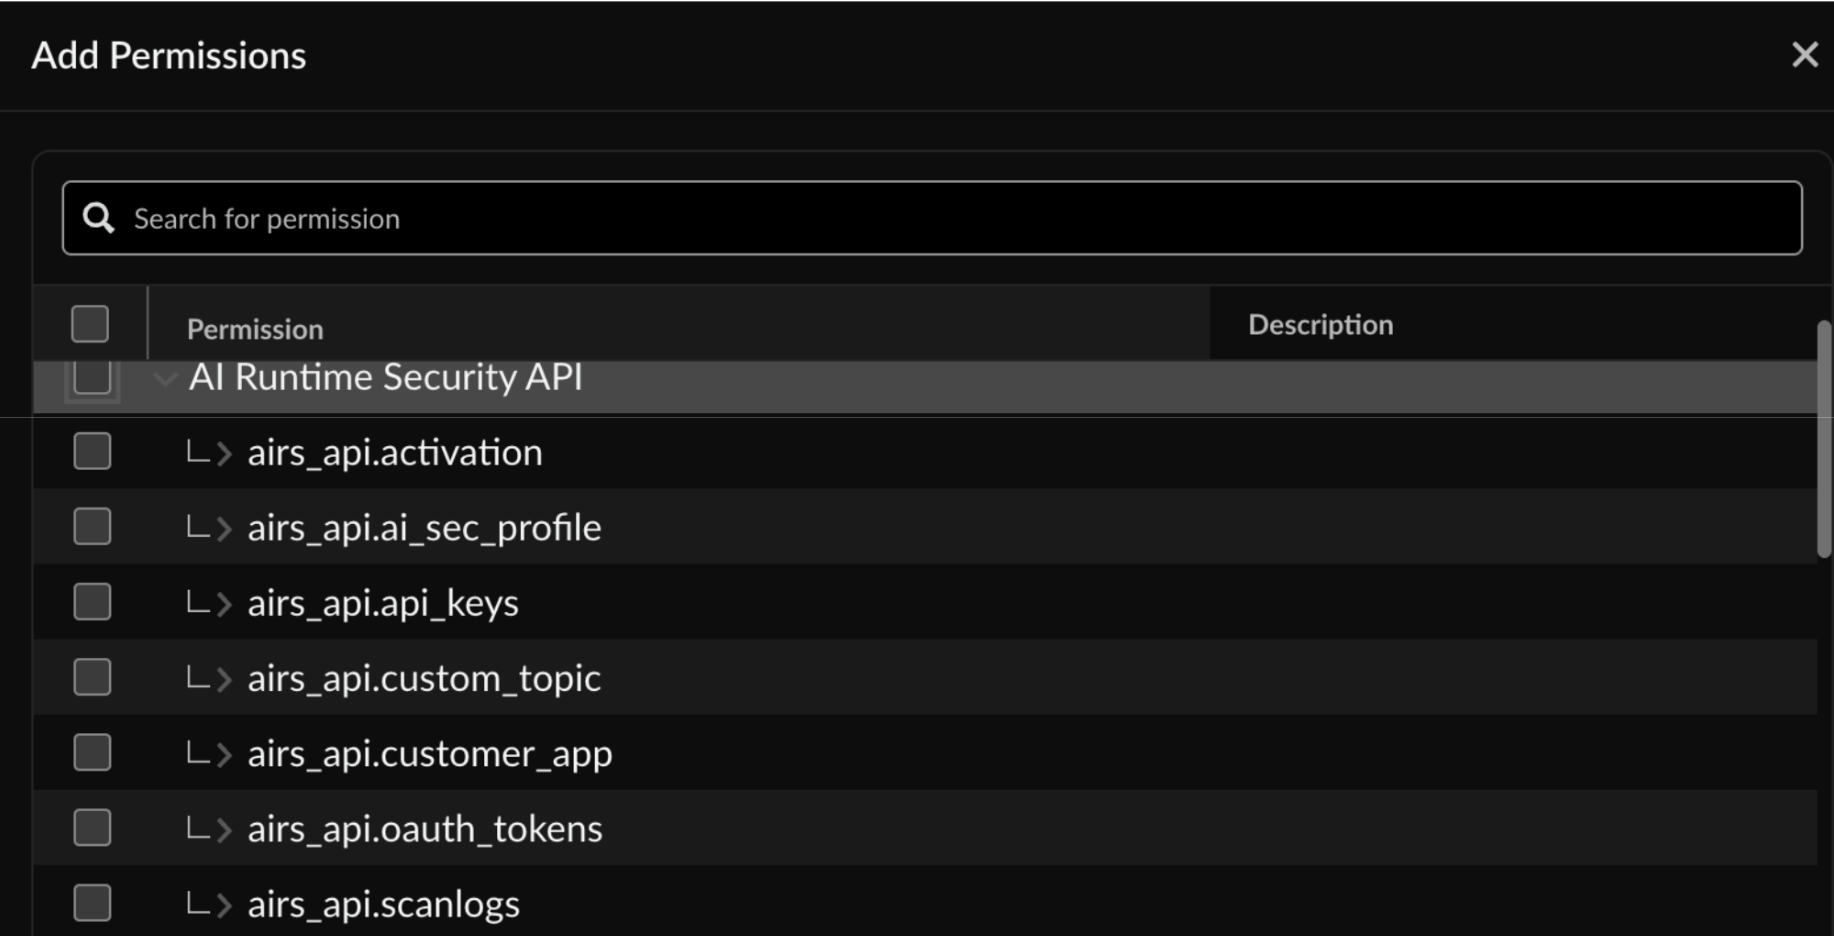 Add Permissions
Search for permission
Permission Description
AI Runtime Security API
airs_api.activation
airs_api.ai_sec_profile
airs_api.api_keys
airs_api.custom_topic
airs_api.customer_app
airs_api.oauth_tokens
airs_api.scanlogs